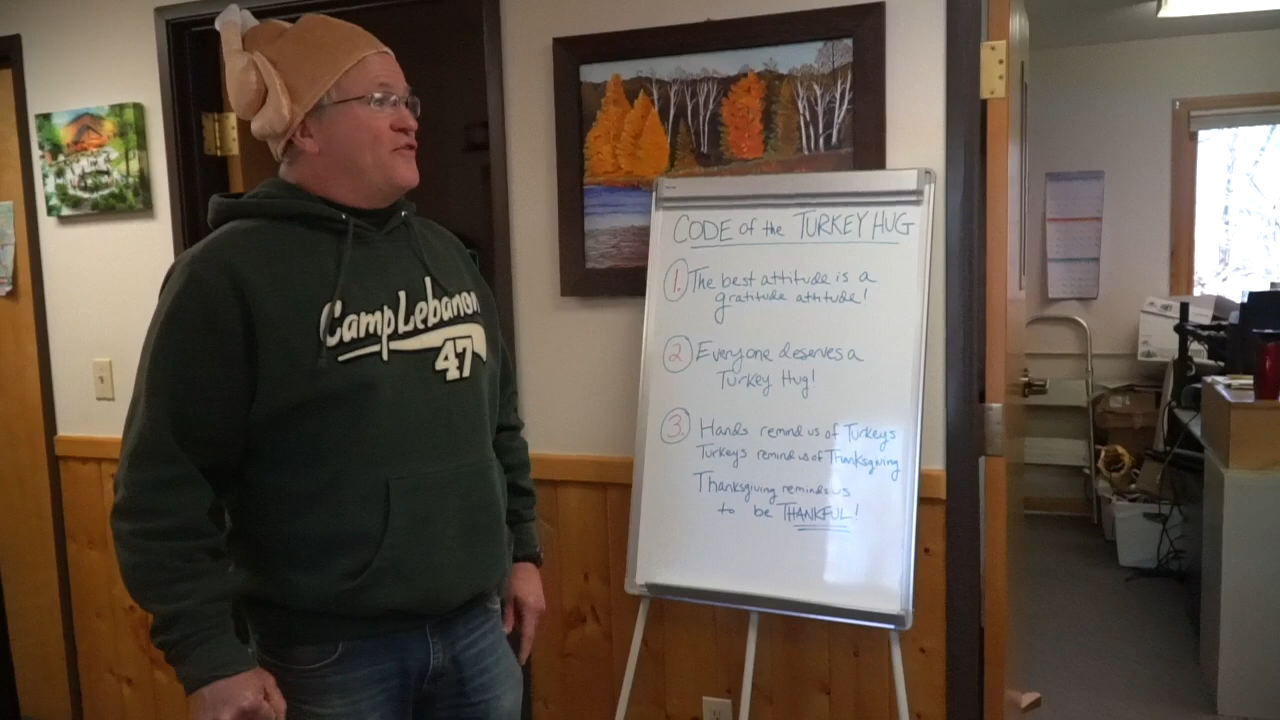 Camp Lebanon
47
CODE of the TURKEY HUG
1. The best attitude is a
gratitude attitude!
2. Everyone deserves a
Turkey Hug!
3. Hands remind us of Turkeys
Turkeys remind us of Thanksgiving
Thanksgiving reminds us
to be THANKFUL!